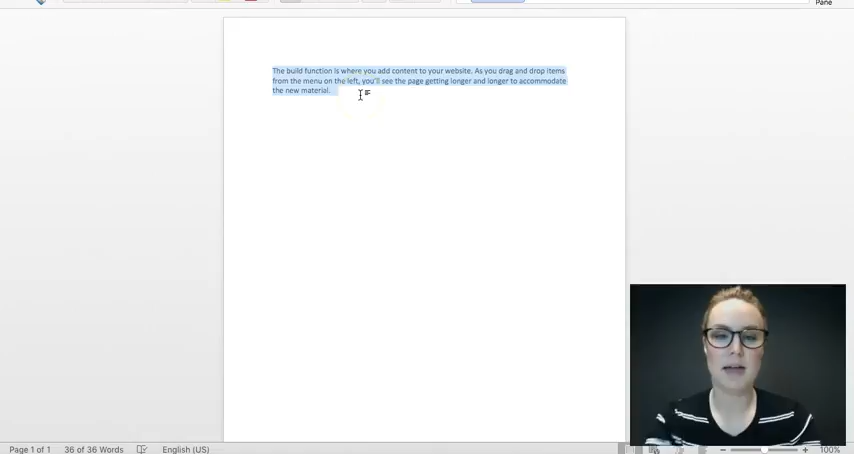 Pane
The build function is where you add content to your website. As you drag and drop items
from the menu on the left, you'll see the page getting longer and longer to accommodate
the new material.
Page 1 of 1 36 of 36 Words English (US) 100%